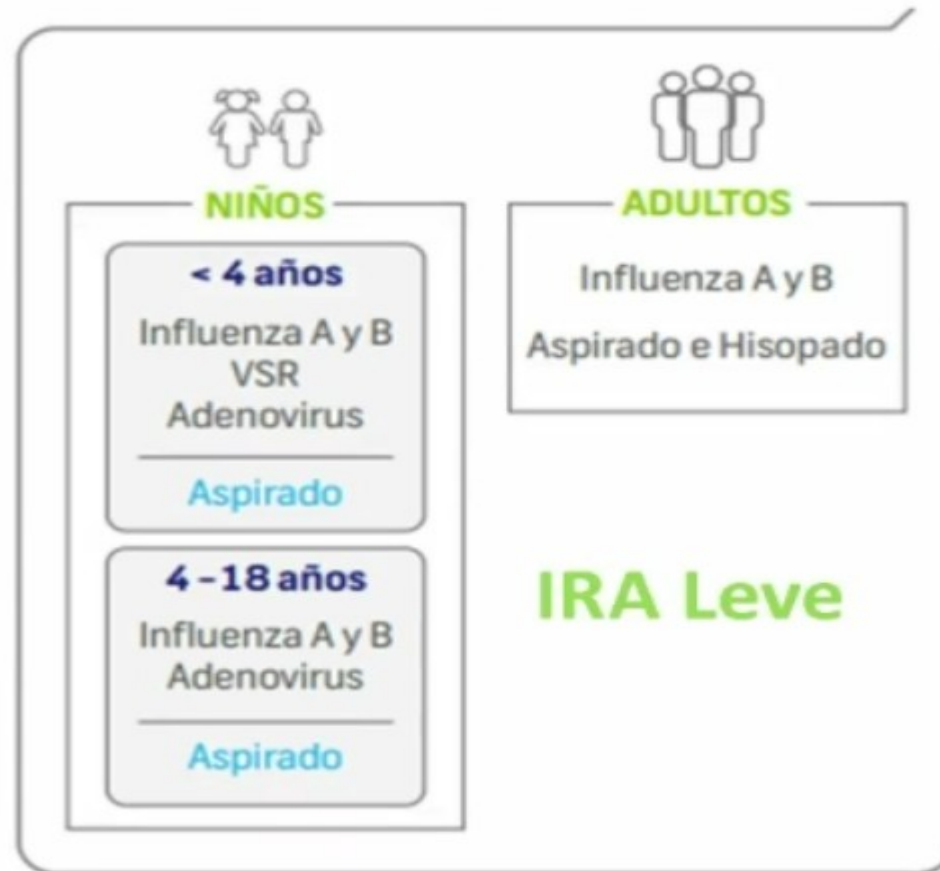 NIÑOS
< 4 años
Influenza A y B
VSR
Adenovirus
Aspirado
4 - 18 años
Influenza A y B
Adenovirus
Aspirado
ADULTOS
Influenza A y B
Aspirado e Hisopado
IRA Leve